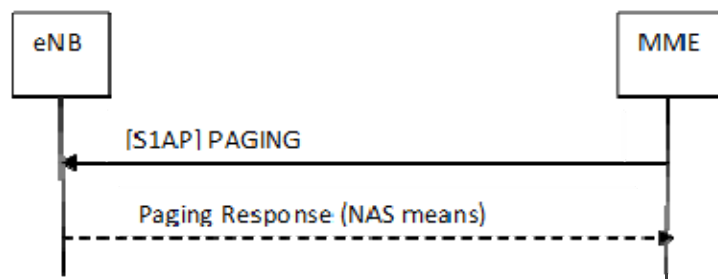 eNB
MME
[S1AP] PAGING
Paging Response (NAS means)